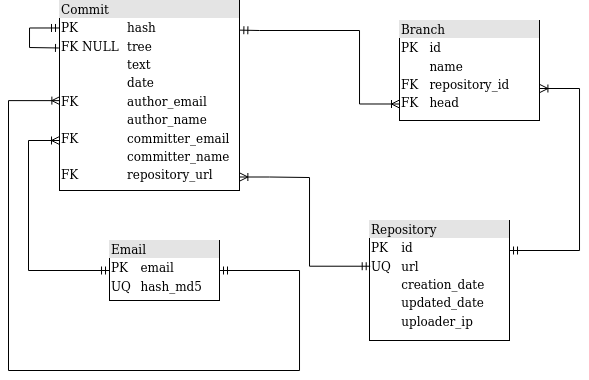 Commit
PK hash
FK NULL tree
text
date
FK author_email
author_name
FK committer_email
committer_name
FK repository_url
Branch
PK id
name
FK repository_id
FK head
Email
PK email
UQ hash_md5
Repository
PK id
UQ url
creation_date
updated_date
uploader_ip